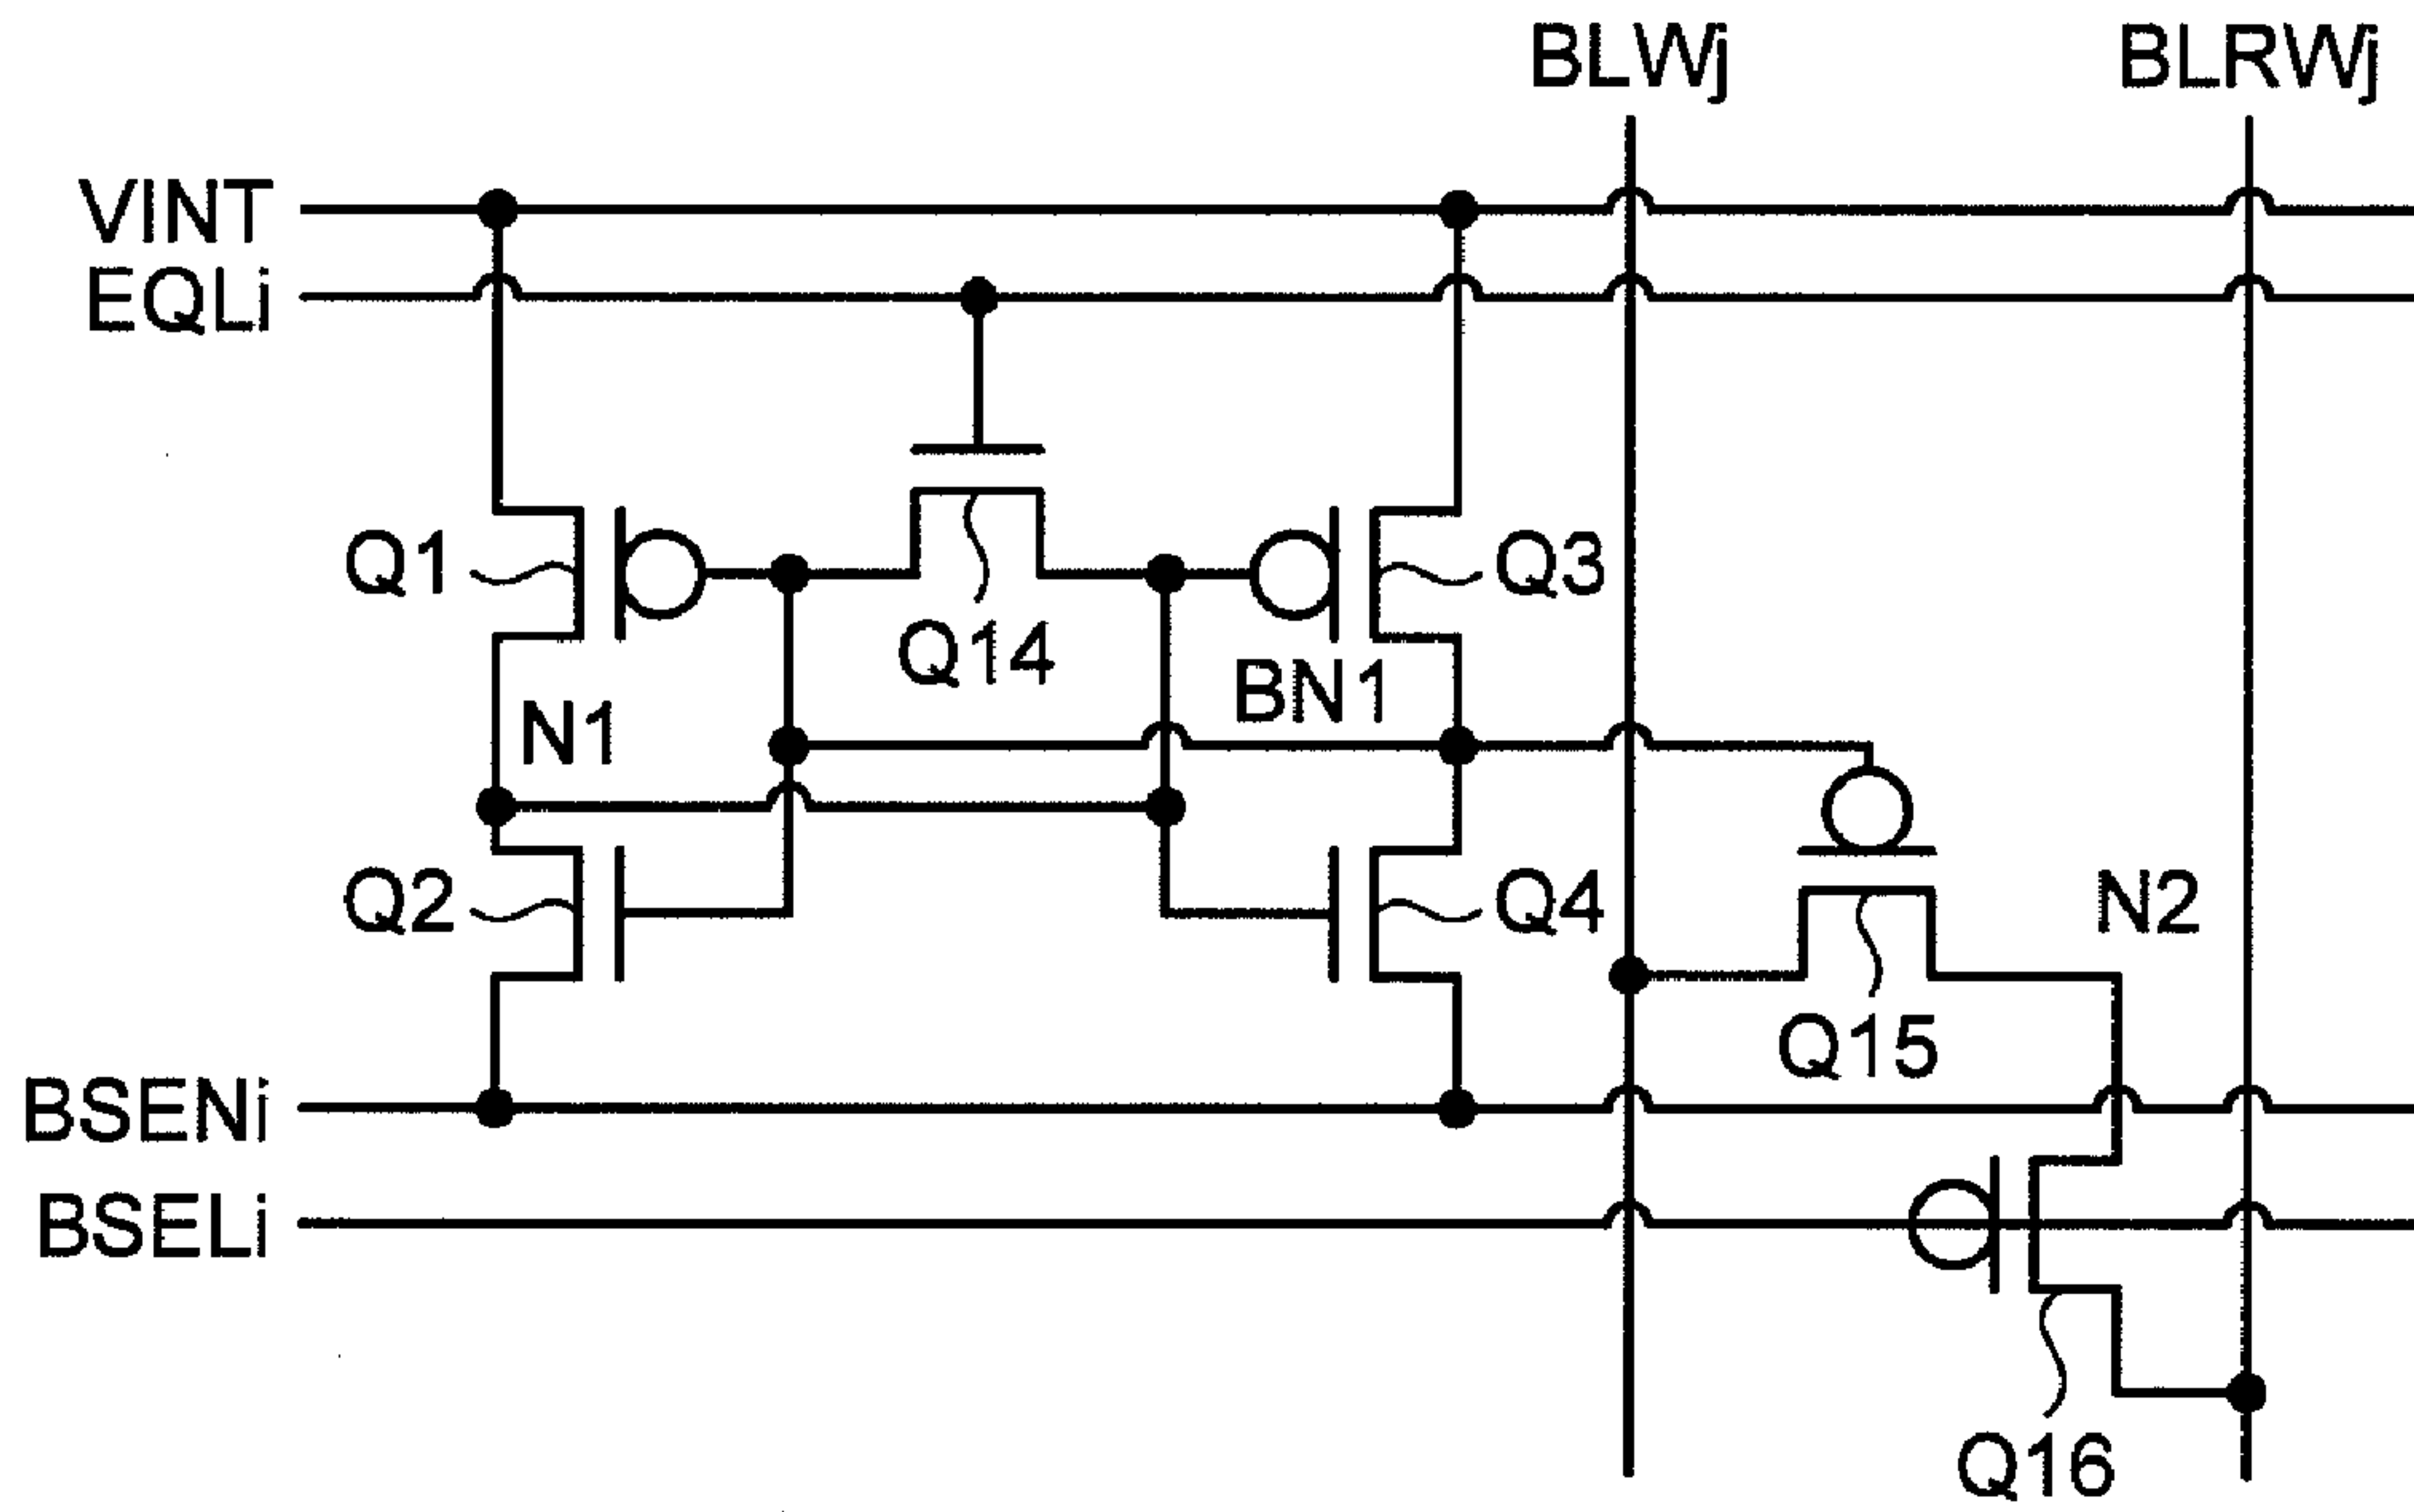 BLWj
BLRWj
VINT
EQLi
Q1
Q3
Q14
BN1
N1
Q2
Q4
N2
Q15
BSENi
BSELi
Q16